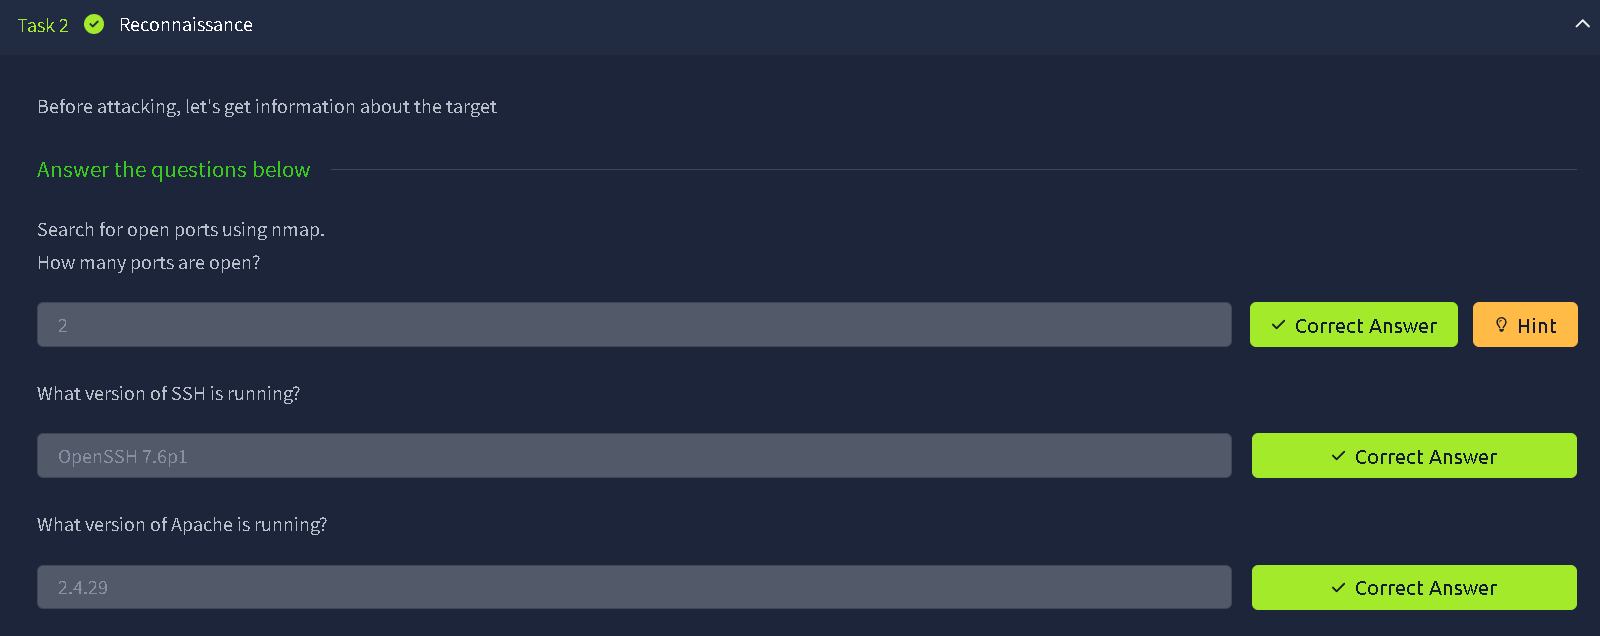 Task 2 Reconnaissance
Before attacking, let's get information about the target
Answer the questions below
Search for open ports using nmap.
How many ports are open?
2 Correct Answer Hint
What version of SSH is running?
OpenSSH 7.6p1 Correct Answer
What version of Apache is running?
2.4.29 Correct Answer